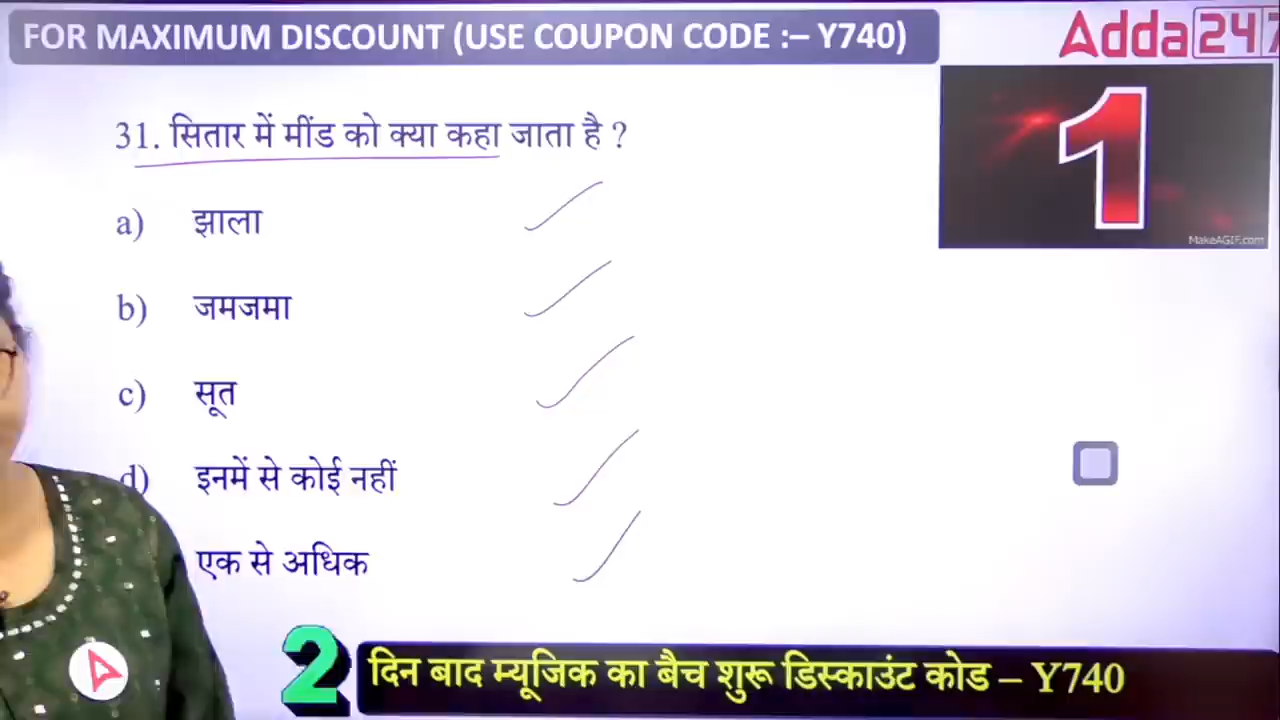 FOR MAXIMUM DISCOUNT (USE COUPON CODE :– Y740)
Adda247
31. सितार में मींड को क्या कहा जाता है ?
1
MakeAGIF.com
a) झाला
b) जमजमा
c) सूत
d) इनमें से कोई नहीं
एक से अधिक
2 दिन बाद म्यूजिक का बैच शुरू डिस्काउंट कोड – Y740